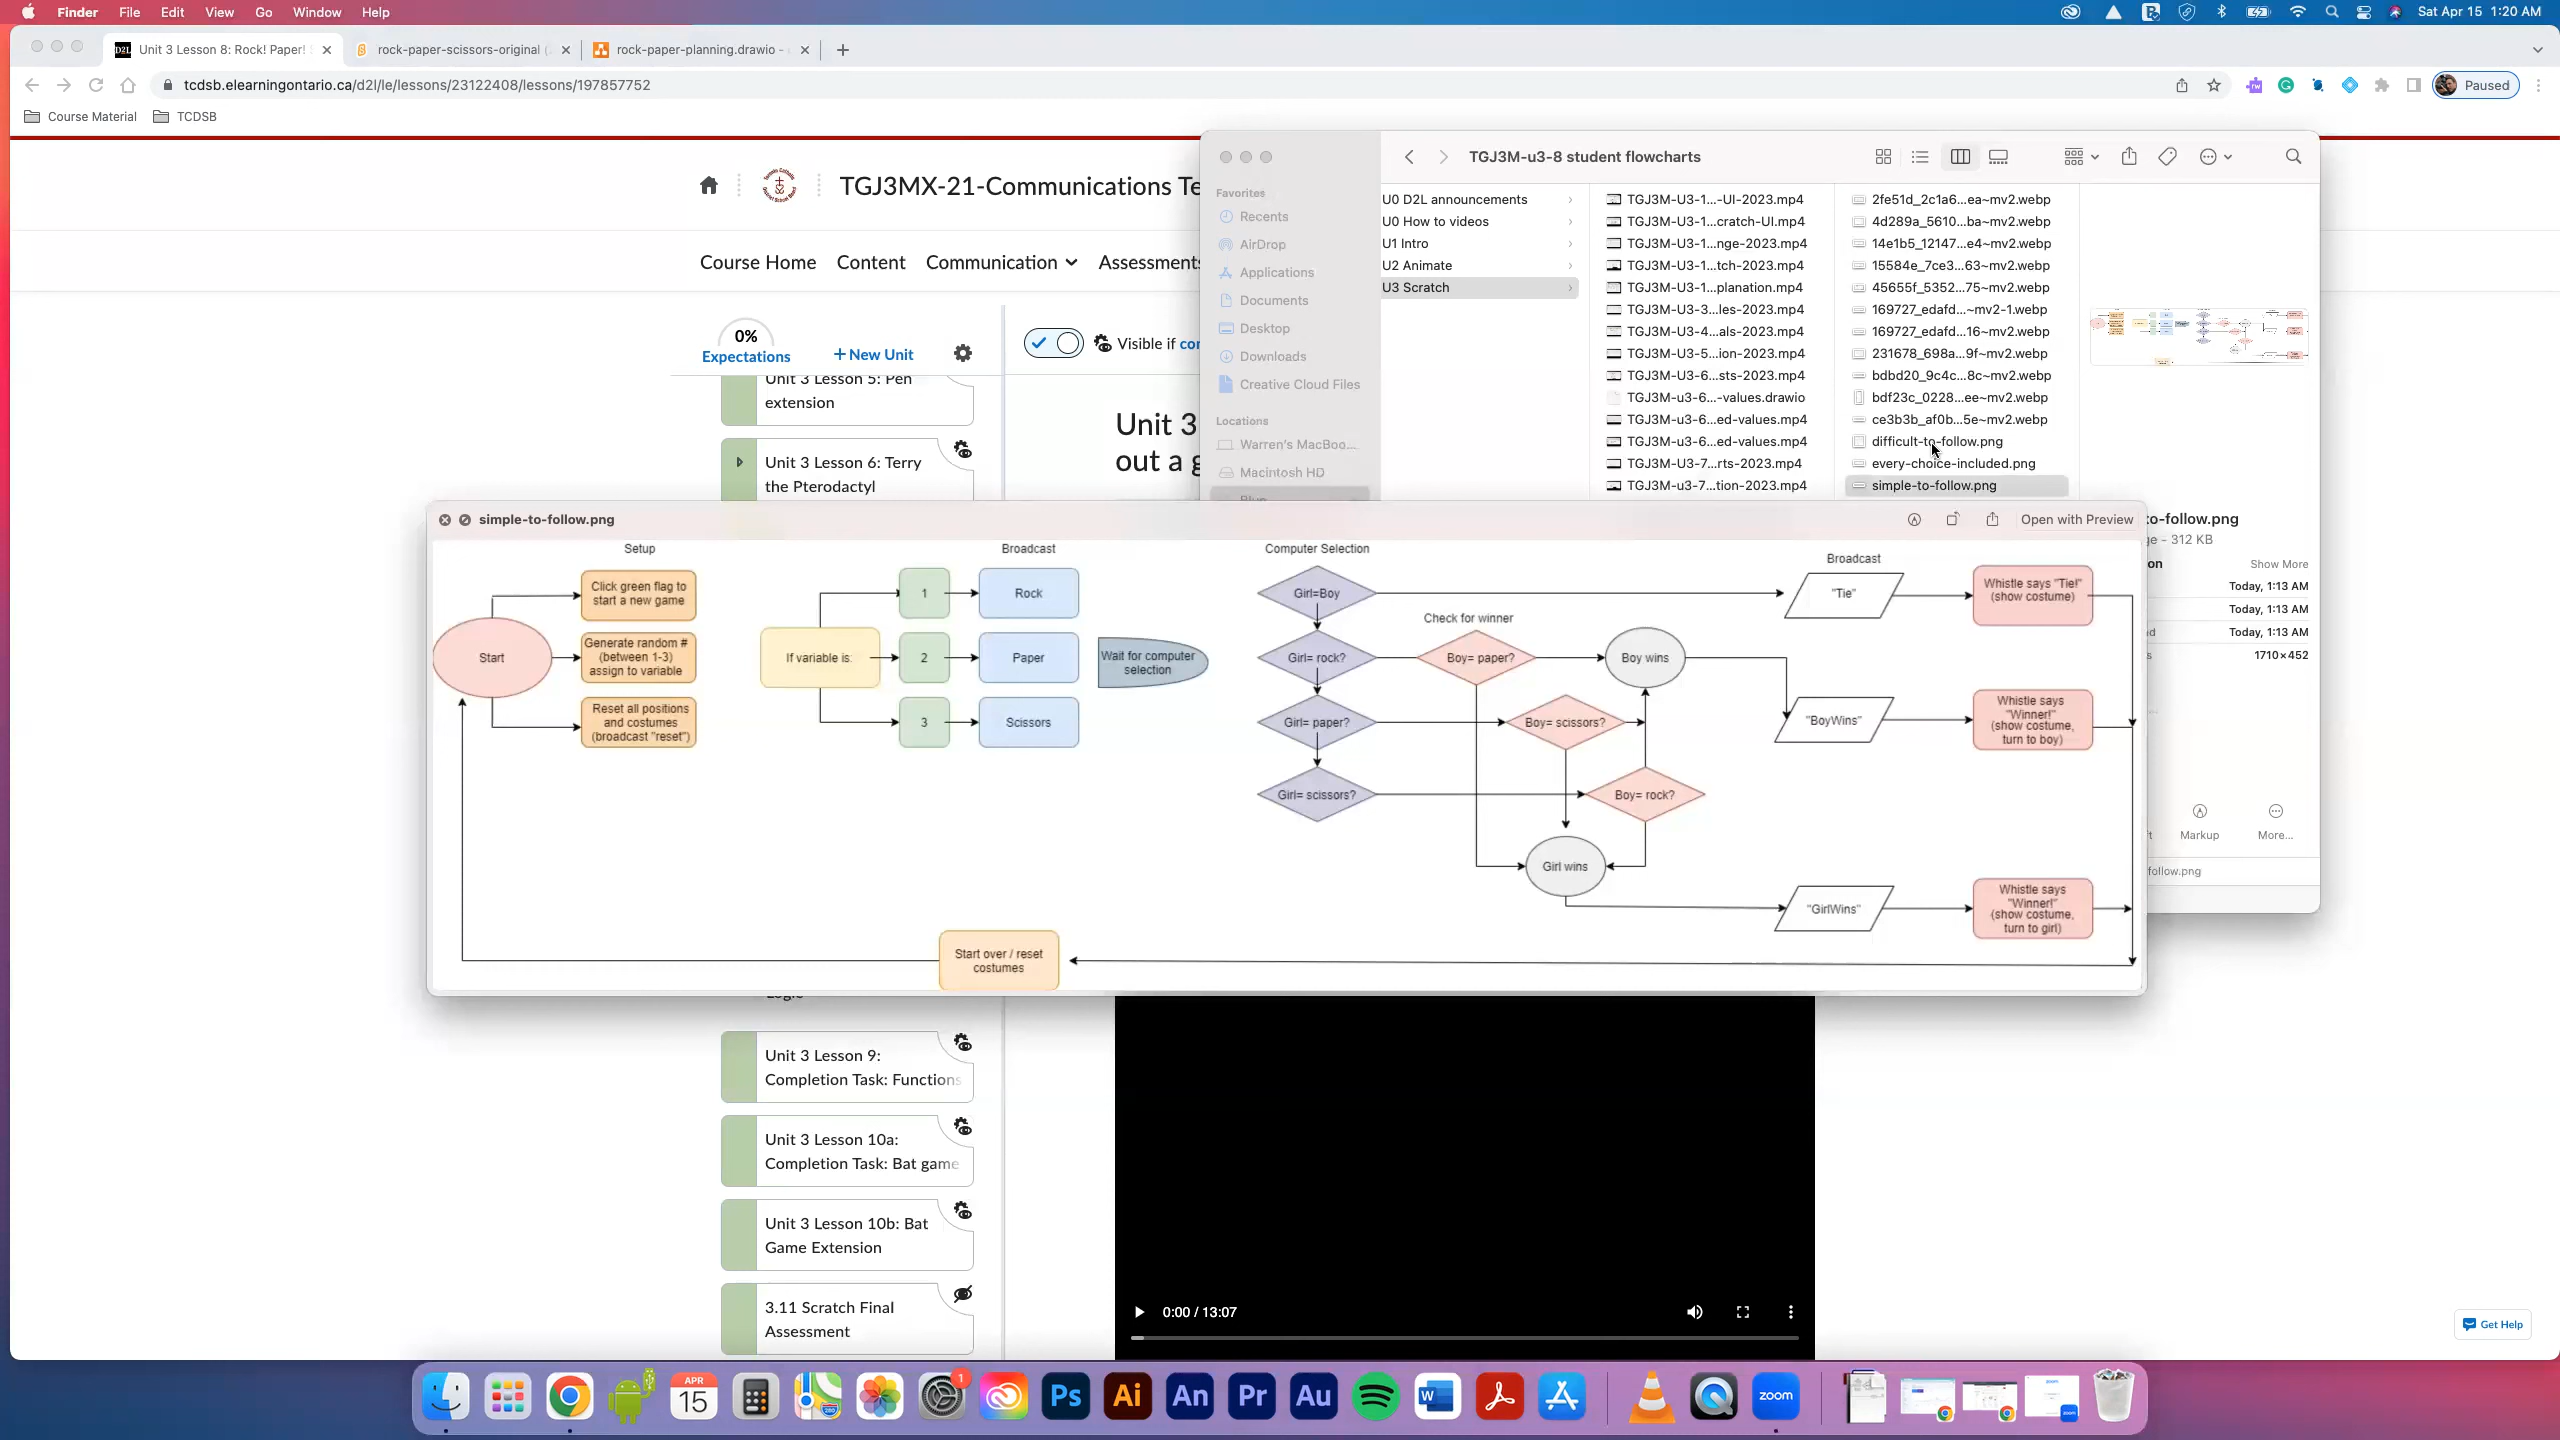 Finder File Edit View Go Window Help
Sat Apr 15 1:20 AM
Unit 3 Lesson 8: Rock! Paper!
rock-paper-scissors-original
rock-paper-planning.drawio -
tcdsb.elearningontario.ca/d2l/le/lessons/23122408/lessons/197857752
Paused
Course Material
TCDSB
TGJ3MX-21-Communications Te
Course Home
Content
Communication
Assessments
0%
Expectations
+ New Unit
Visible if
Unit 3 Lesson 5: Pen
extension
Unit 3 Lesson 6: Terry
the Pterodactyl
Unit 3
out a g
TGJ3M-u3-8 student flowcharts
Favorites
Recents
AirDrop
Applications
Documents
Desktop
Downloads
Creative Cloud Files
Locations
Warren's MacBoo...
Macintosh HD
U0 D2L announcements
U0 How to videos
U1 Intro
U2 Animate
U3 Scratch
TGJ3M-U3-1...-UI-2023.mp4
TGJ3M-U3-1...cratch-UI.mp4
TGJ3M-U3-1...nge-2023.mp4
TGJ3M-U3-1...tch-2023.mp4
TGJ3M-U3-1...planation.mp4
TGJ3M-U3-3...les-2023.mp4
TGJ3M-U3-4...als-2023.mp4
TGJ3M-U3-5...ion-2023.mp4
TGJ3M-U3-6...sts-2023.mp4
TGJ3M-u3-6...-values.drawio
TGJ3M-u3-6...ed-values.mp4
TGJ3M-u3-6...ed-values.mp4
TGJ3M-U3-7...rts-2023.mp4
TGJ3M-u3-7...tion-2023.mp4
2fe51d_2c1a6...ea~mv2.webp
4d289a_5610...ba~mv2.webp
14e1b5_12147...e4~mv2.webp
15584e_7ce3...63~mv2.webp
45655f_5352...75~mv2.webp
169727_edafd...~mv2-1.webp
169727_edafd...16~mv2.webp
231678_698a...9f~mv2.webp
bdbd20_9c4c...8c~mv2.webp
bdf23c_0228...ee~mv2.webp
ce3b3b_af0b...5e~mv2.webp
difficult-to-follow.png
every-choice-included.png
simple-to-follow.png
to-follow.png
ge - 312 KB
on
Show More
Today, 1:13 AM
Today, 1:13 AM
Today, 1:13 AM
1710×452
Markup
More...
follow.png
simple-to-follow.png
Open with Preview
Setup
Broadcast
Computer Selection
Broadcast
Start
Click green flag to
start a new game
Generate random #
(between 1-3)
assign to variable
Reset all positions
and costumes
(broadcast "reset")
If variable is:
1
2
3
Rock
Paper
Scissors
Wait for computer
selection
Girl=Boy
Girl= rock?
Girl= paper?
Girl= scissors?
Check for winner
Boy= paper?
Boy= scissors?
Boy= rock?
Boy wins
Girl wins
"Tie"
"BoyWins"
"GirlWins"
Whistle says "Tie!"
(show costume)
Whistle says
"Winner!"
(show costume,
turn to boy)
Whistle says
"Winner!"
(show costume,
turn to girl)
Start over / reset
costumes
Unit 3 Lesson 9:
Completion Task: Functions
Unit 3 Lesson 10a:
Completion Task: Bat game
Unit 3 Lesson 10b: Bat
Game Extension
3.11 Scratch Final
Assessment
0:00 / 13:07
Get Help
APR
15
1
Ps
Ai
An
Pr
Au
zoom